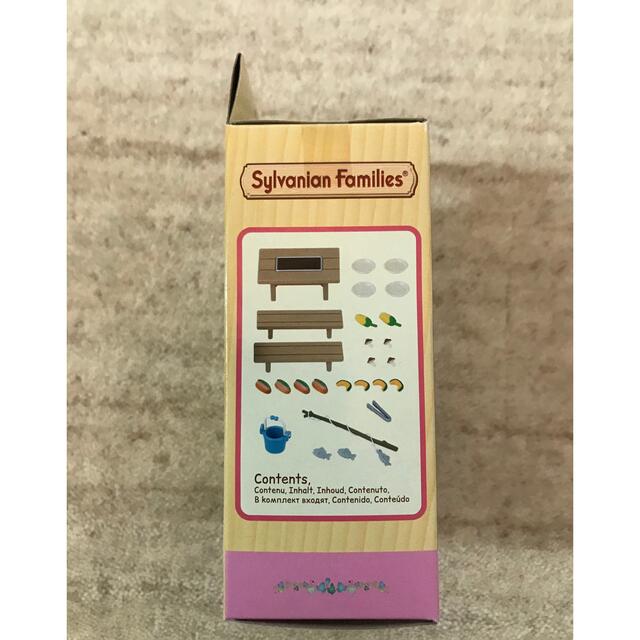 Sylvanian Families®
Contents,
Contenu, Inhalt, Inhoud, Contenuto,
В комплект входят, Contenido, Conteúdo